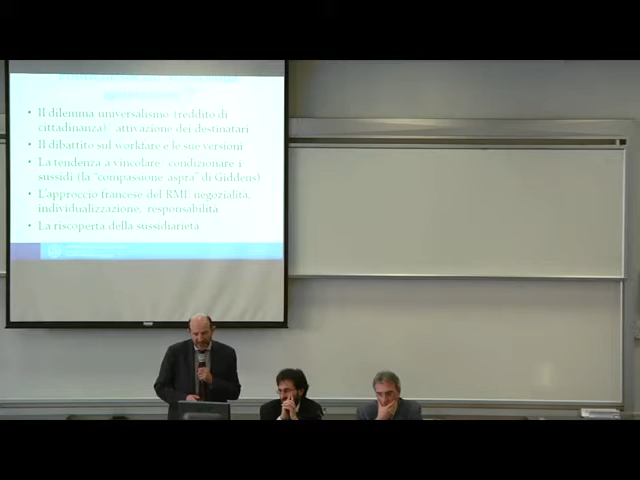 • Il dilemma universalismo (reddito di
cittadinanza) / attivazione dei destinatari
• Il dibattito sul workfare e le sue versioni
• La tendenza a vincolare / condizionare i
sussidi (la "compassione aspra" di Giddens)
• L'approccio francese del RMI: negozialità,
individualizzazione, responsabilità
• La riscoperta della sussidiarietà